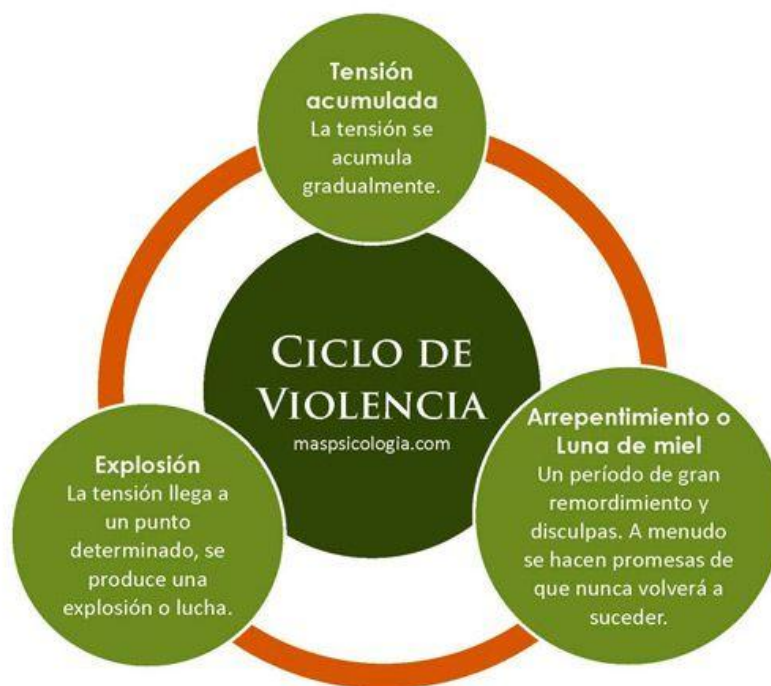 Tensión
acumulada
La tensión se
acumula
gradualmente.
CICLO DE
VIOLENCIA
maspsicologia.com
Explosión
La tensión llega a
un punto
determinado, se
produce una
explosión o lucha.
Arrepentimiento o
Luna de miel
Un período de gran
remordimiento y
disculpas. A menudo
se hacen promesas de
que nunca volverá a
suceder.